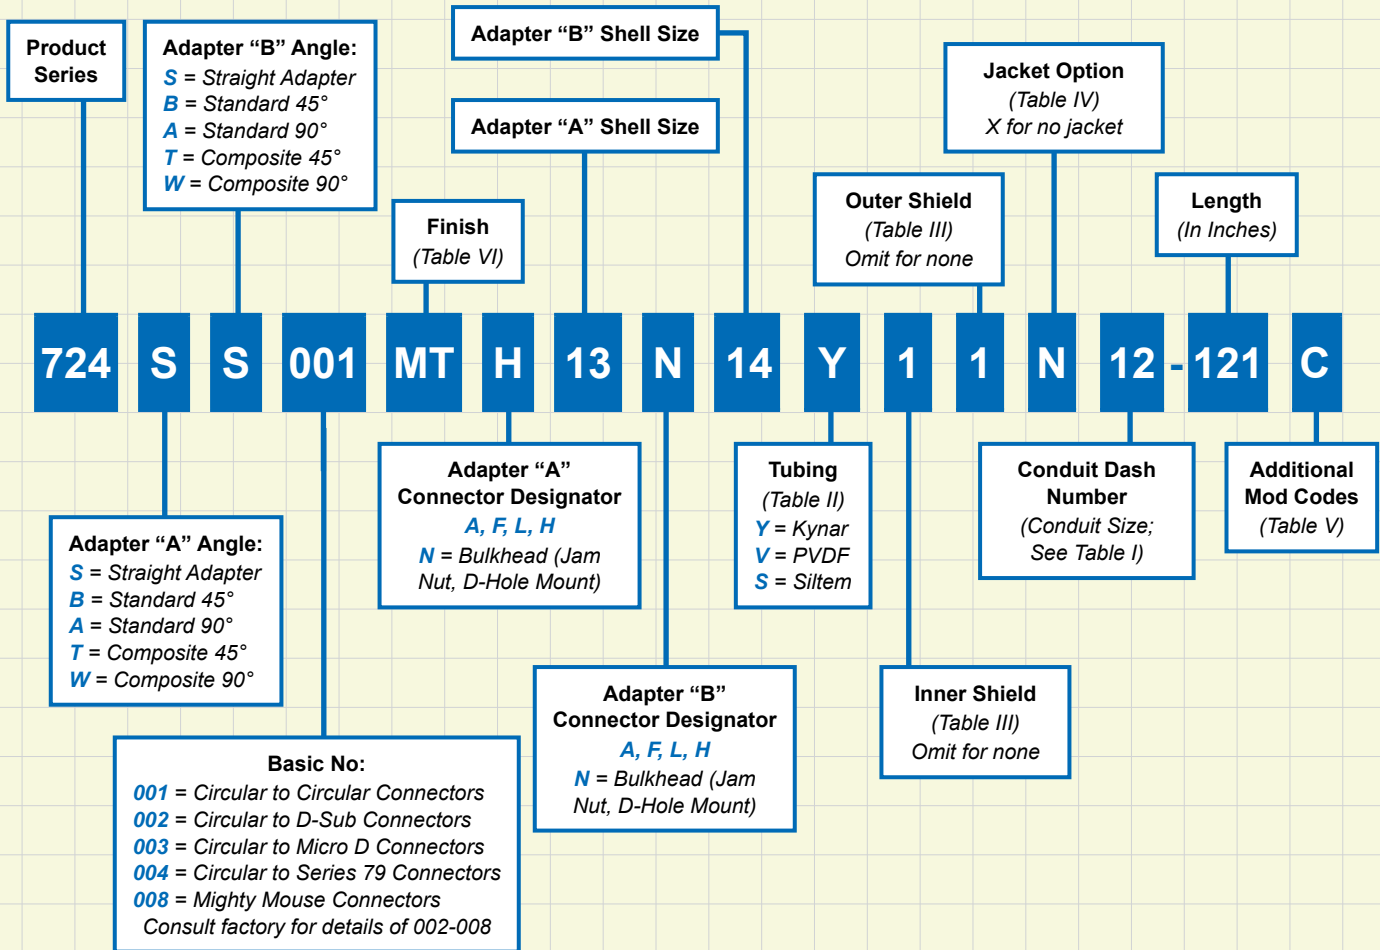 Product
Series
Adapter “B” Angle:
S = Straight Adapter
B = Standard 45°
A = Standard 90°
T = Composite 45°
W = Composite 90°
Adapter “B” Shell Size
Adapter “A” Shell Size
Finish
(Table VI)
Outer Shield
(Table III)
Omit for none
Jacket Option
(Table IV)
X for no jacket
Length
(In Inches)
724 S S 001 MT H 13 N 14 Y 1 1 N 12 - 121 C
Adapter “A” Angle:
S = Straight Adapter
B = Standard 45°
A = Standard 90°
T = Composite 45°
W = Composite 90°
Basic No:
001 = Circular to Circular Connectors
002 = Circular to D-Sub Connectors
003 = Circular to Micro D Connectors
004 = Circular to Series 79 Connectors
008 = Mighty Mouse Connectors
Consult factory for details of 002-008
Adapter “A”
Connector Designator
A, F, L, H
N = Bulkhead (Jam
Nut, D-Hole Mount)
Adapter “B”
Connector Designator
A, F, L, H
N = Bulkhead (Jam
Nut, D-Hole Mount)
Tubing
(Table II)
Y = Kynar
V = PVDF
S = Siltem
Inner Shield
(Table III)
Omit for none
Conduit Dash
Number
(Conduit Size;
See Table I)
Additional
Mod Codes
(Table V)